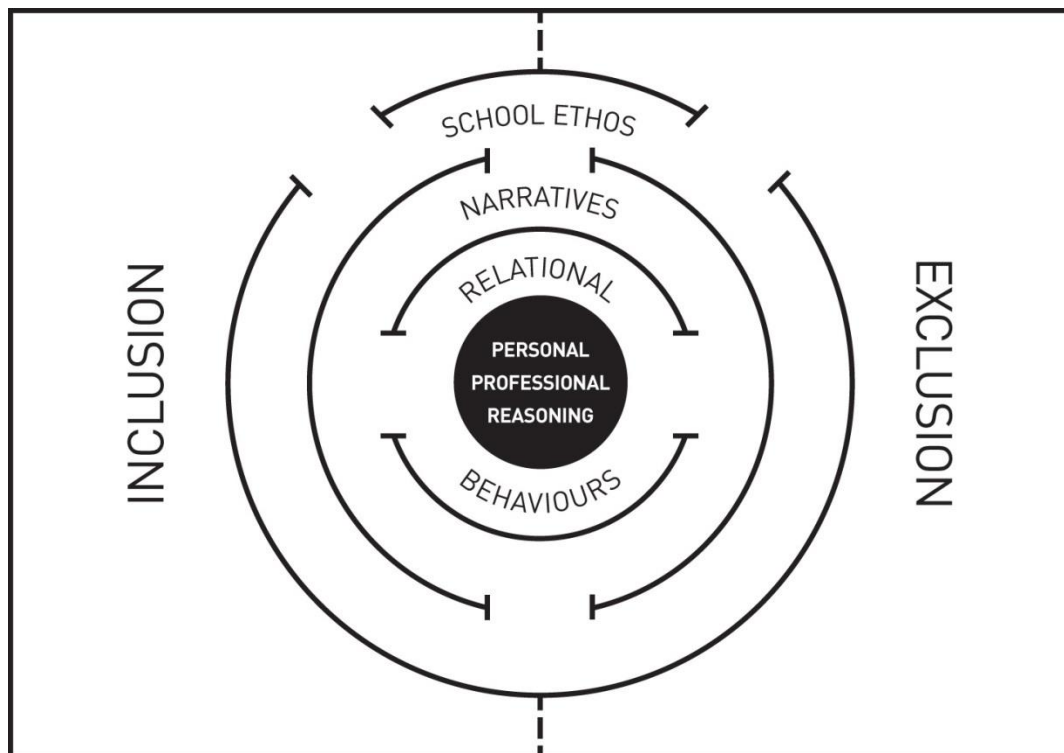 SCHOOL ETHOS
NARRATIVES
RELATIONAL
PERSONAL
PROFESSIONAL
REASONING
BEHAVIOURS
INCLUSION
EXCLUSION